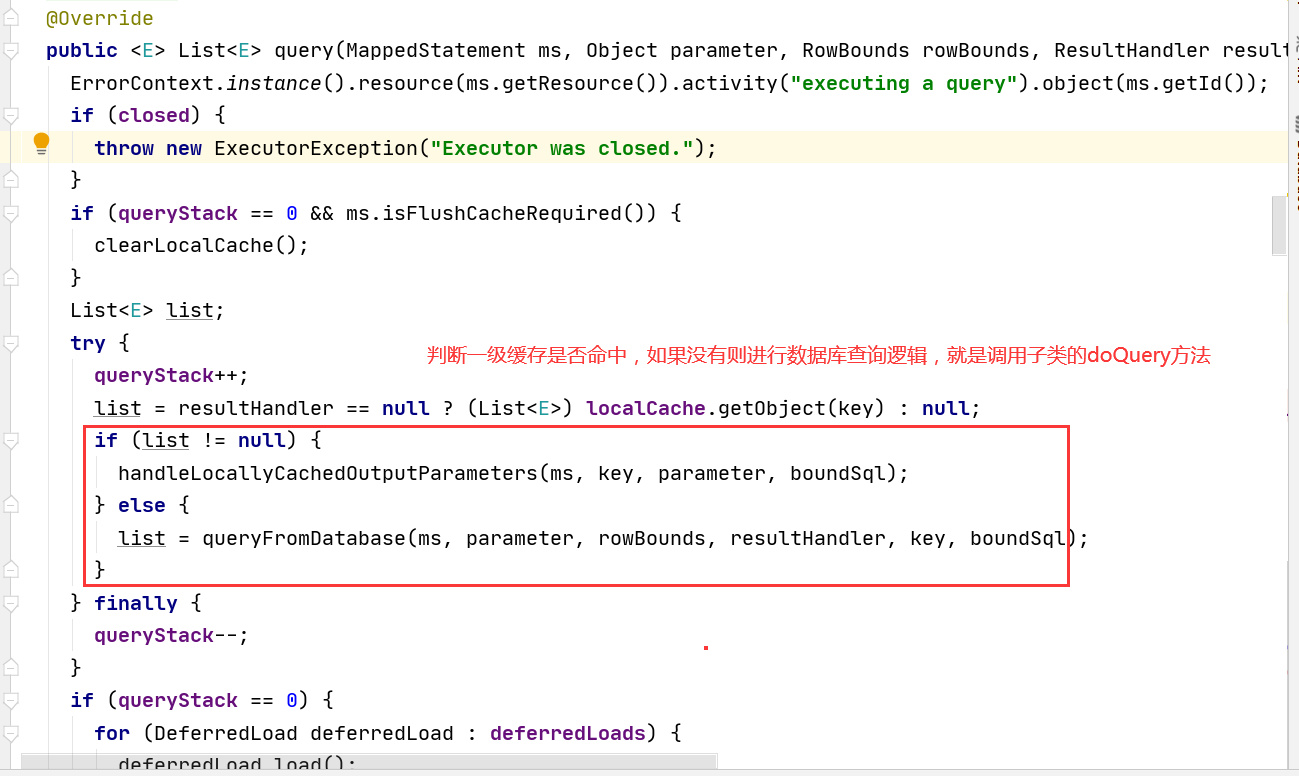 @Override
public <E> List<E> query(MappedStatement ms, Object parameter, RowBounds rowBounds, ResultHandler result
ErrorContext.instance().resource(ms.getResource()).activity("executing a query").object(ms.getId());
if (closed) {
throw new ExecutorException("Executor was closed.");
}
if (queryStack == 0 && ms.isFlushCacheRequired()) {
clearLocalCache();
}
List<E> list;
try {
判断一级缓存是否命中，如果没有则进行数据库查询逻辑，就是调用子类的doQuery方法
queryStack++;
list = resultHandler == null ? (List<E>) localCache.getObject(key) : null;
if (list != null) {
handleLocallyCachedOutputParameters(ms, key, parameter, boundSql);
} else {
list = queryFromDatabase(ms, parameter, rowBounds, resultHandler, key, boundSql);
}
} finally {
queryStack--;
}
if (queryStack == 0) {
for (DeferredLoad deferredLoad : deferredLoads) {
deferredLoad.load();